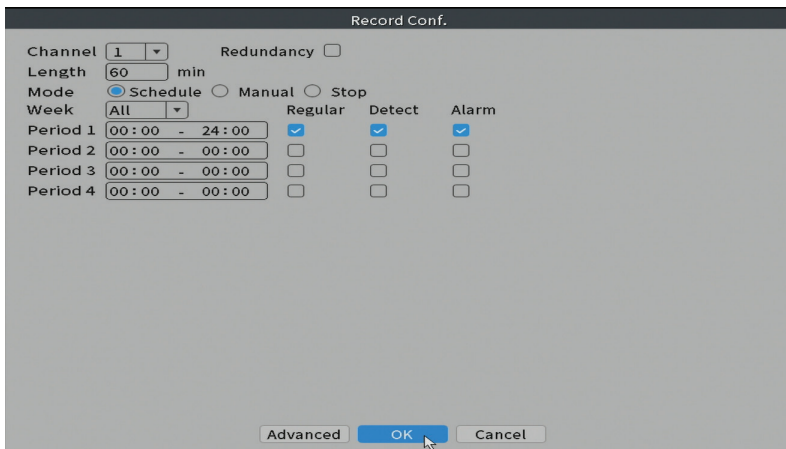 Record Conf.
Channel 1 Redundancy
Length 60 min
Mode Schedule Manual Stop
Week All Regular Detect Alarm
Period 1 00:00 - 24:00
Period 2 00:00 - 00:00
Period 3 00:00 - 00:00
Period 4 00:00 - 00:00
Advanced OK Cancel